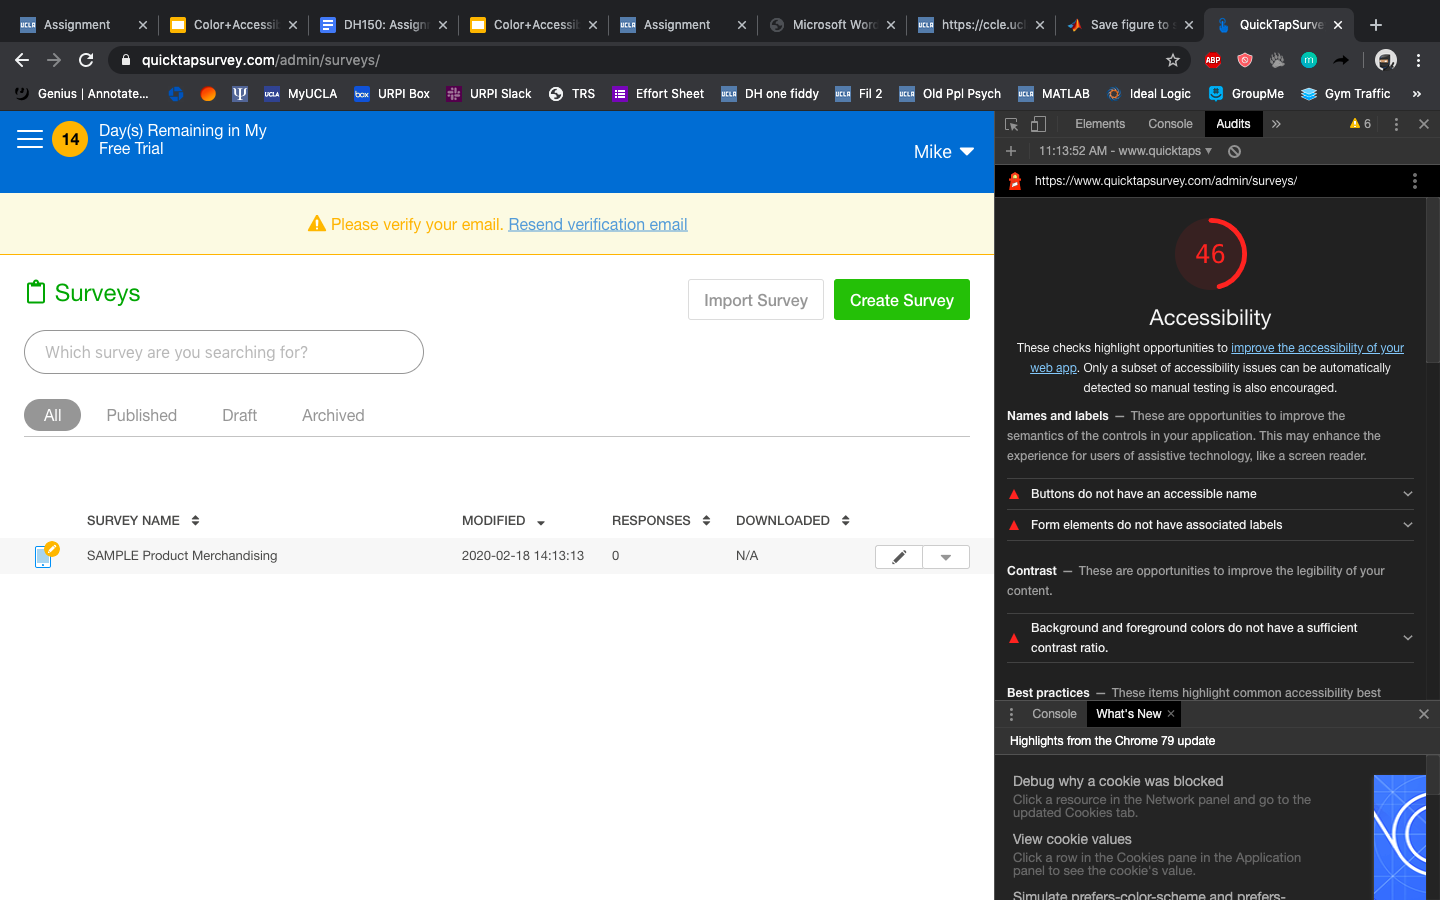 Assignment
Color+Accessib
DH150: Assignm
Color+Accessib
Assignment
Microsoft Word
https://ccle.ucl
Save figure to s
QuickTapSurve
quicktapsurvey.com/admin/surveys/
ABP
m
Genius | Annotate...
MyUCLA
URPI Box
URPI Slack
TRS
Effort Sheet
DH one fiddy
Fil 2
Old Ppl Psych
MATLAB
Ideal Logic
GroupMe
Gym Traffic
»
14
Day(s) Remaining in My
Free Trial
Mike
Please verify your email. Resend verification email
Surveys
Import Survey
Create Survey
Which survey are you searching for?
All
Published
Draft
Archived
SURVEY NAME
MODIFIED
RESPONSES
DOWNLOADED
SAMPLE Product Merchandising
2020-02-18 14:13:13
0
N/A
Elements
Console
Audits
»
6
11:13:52 AM - www.quicktaps
https://www.quicktapsurvey.com/admin/surveys/
46
Accessibility
These checks highlight opportunities to improve the accessibility of your
web app. Only a subset of accessibility issues can be automatically
detected so manual testing is also encouraged.
Names and labels — These are opportunities to improve the
semantics of the controls in your application. This may enhance the
experience for users of assistive technology, like a screen reader.
Buttons do not have an accessible name
Form elements do not have associated labels
Contrast — These are opportunities to improve the legibility of your
content.
Background and foreground colors do not have a sufficient
contrast ratio.
Best practices — These items highlight common accessibility best
Console
What's New
Highlights from the Chrome 79 update
Debug why a cookie was blocked
Click a resource in the Network panel and go to the
updated Cookies tab.
View cookie values
Click a row in the Cookies pane in the Application
panel to see the cookie's value.
Simulate prefers-color-scheme and prefers-